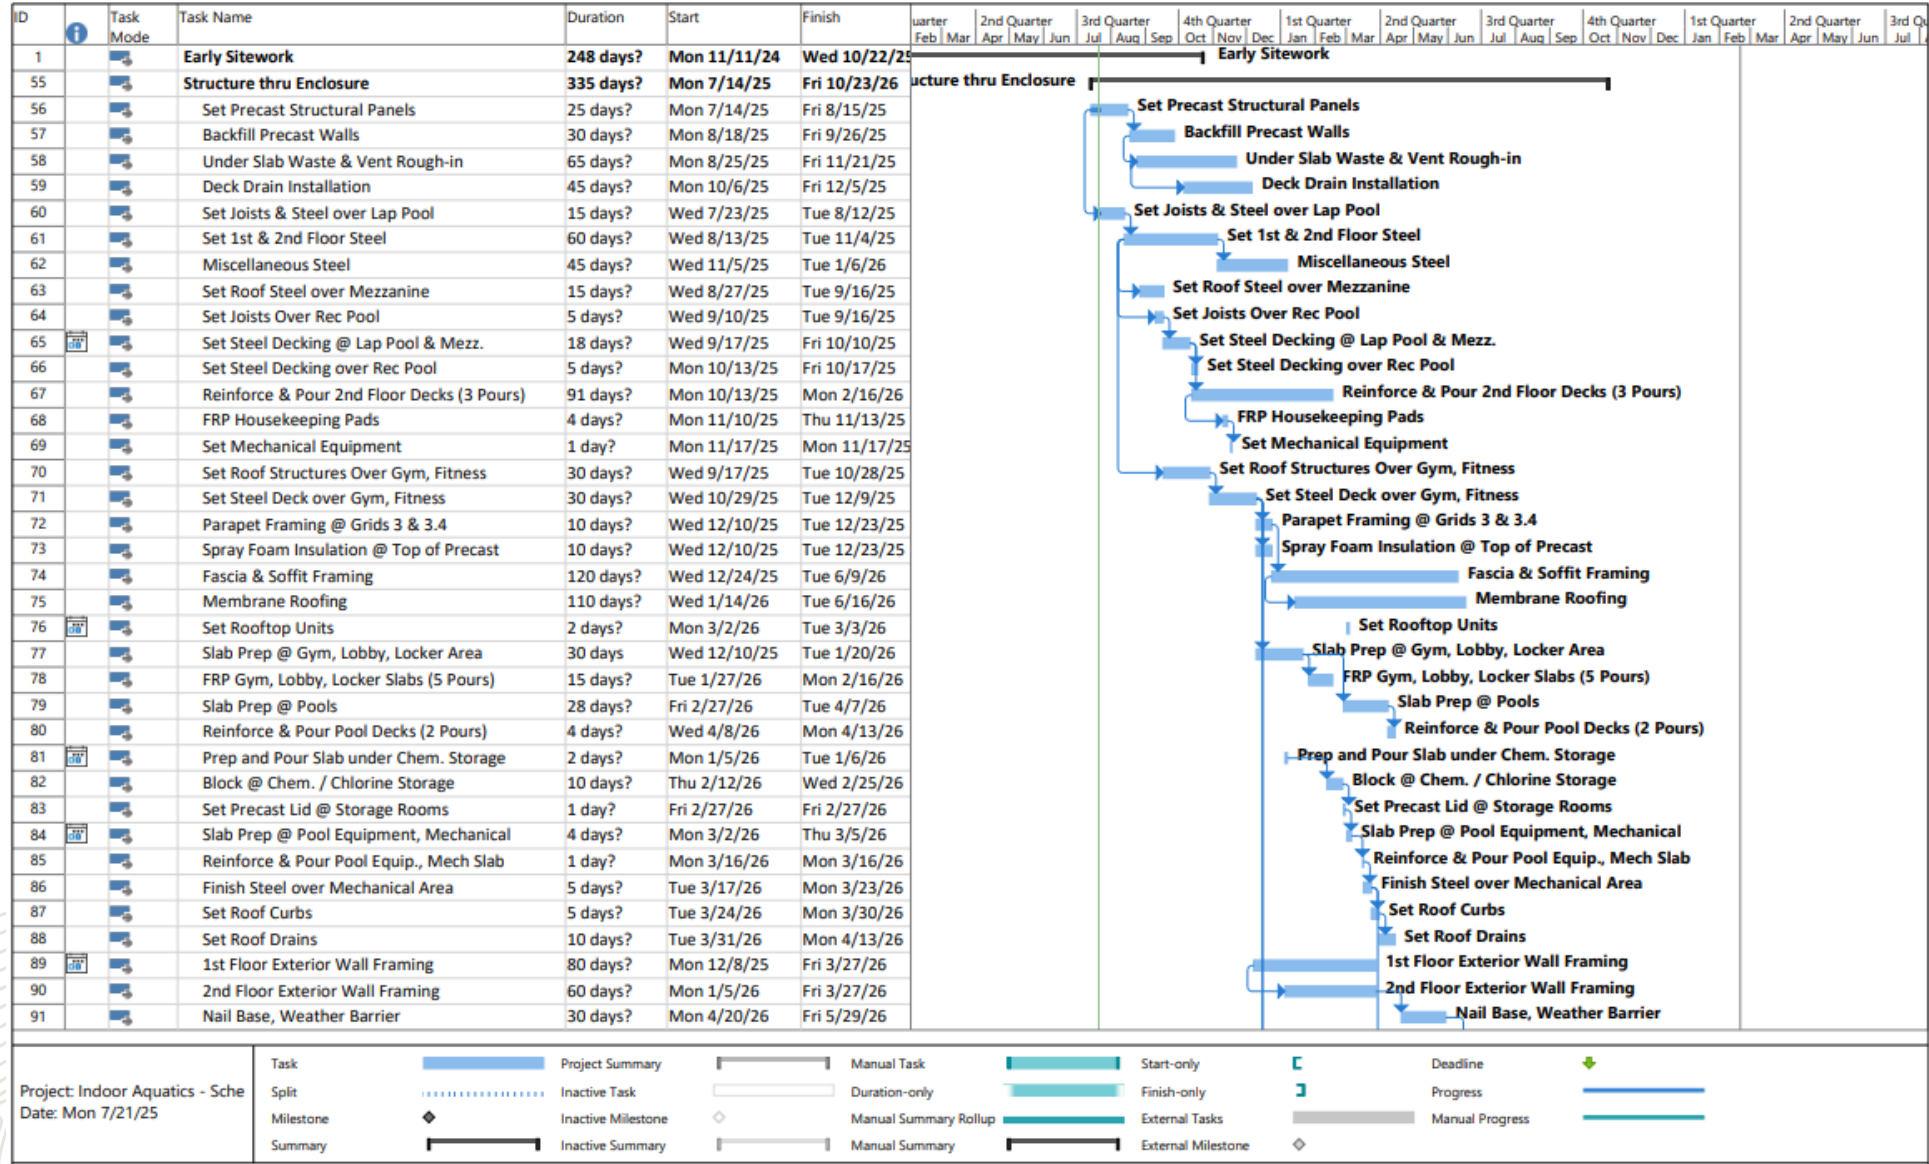 ID Task Mode Task Name Duration Start Finish
uarter 2nd Quarter 3rd Quarter 4th Quarter 1st Quarter 2nd Quarter 3rd Quarter 4th Quarter 1st Quarter 2nd Quarter 3rd Qu
Feb Mar Apr May Jun Jul Aug Sep Oct Nov Dec Jan Feb Mar Apr May Jun Jul Aug Sep Oct Nov Dec Jan Feb Mar Apr May Jun Jul
1 Early Sitework 248 days? Mon 11/11/24 Wed 10/22/25 Early Sitework
55 Structure thru Enclosure 335 days? Mon 7/14/25 Fri 10/23/26 ucture thru Enclosure
56 Set Precast Structural Panels 25 days? Mon 7/14/25 Fri 8/15/25 Set Precast Structural Panels
57 Backfill Precast Walls 30 days? Mon 8/18/25 Fri 9/26/25 Backfill Precast Walls
58 Under Slab Waste & Vent Rough-in 65 days? Mon 8/25/25 Fri 11/21/25 Under Slab Waste & Vent Rough-in
59 Deck Drain Installation 45 days? Mon 10/6/25 Fri 12/5/25 Deck Drain Installation
60 Set Joists & Steel over Lap Pool 15 days? Wed 7/23/25 Tue 8/12/25 Set Joists & Steel over Lap Pool
61 Set 1st & 2nd Floor Steel 60 days? Wed 8/13/25 Tue 11/4/25 Set 1st & 2nd Floor Steel
62 Miscellaneous Steel 45 days? Wed 11/5/25 Tue 1/6/26 Miscellaneous Steel
63 Set Roof Steel over Mezzanine 15 days? Wed 8/27/25 Tue 9/16/25 Set Roof Steel over Mezzanine
64 Set Joists Over Rec Pool 5 days? Wed 9/10/25 Tue 9/16/25 Set Joists Over Rec Pool
65 Set Steel Decking @ Lap Pool & Mezz. 18 days? Wed 9/17/25 Fri 10/10/25 Set Steel Decking @ Lap Pool & Mezz.
66 Set Steel Decking over Rec Pool 5 days? Mon 10/13/25 Fri 10/17/25 Set Steel Decking over Rec Pool
67 Reinforce & Pour 2nd Floor Decks (3 Pours) 91 days? Mon 10/13/25 Mon 2/16/26 Reinforce & Pour 2nd Floor Decks (3 Pours)
68 FRP Housekeeping Pads 4 days? Mon 11/10/25 Thu 11/13/25 FRP Housekeeping Pads
69 Set Mechanical Equipment 1 day? Mon 11/17/25 Mon 11/17/25 Set Mechanical Equipment
70 Set Roof Structures Over Gym, Fitness 30 days? Wed 9/17/25 Tue 10/28/25 Set Roof Structures Over Gym, Fitness
71 Set Steel Deck over Gym, Fitness 30 days? Wed 10/29/25 Tue 12/9/25 Set Steel Deck over Gym, Fitness
72 Parapet Framing @ Grids 3 & 3.4 10 days? Wed 12/10/25 Tue 12/23/25 Parapet Framing @ Grids 3 & 3.4
73 Spray Foam Insulation @ Top of Precast 10 days? Wed 12/10/25 Tue 12/23/25 Spray Foam Insulation @ Top of Precast
74 Fascia & Soffit Framing 120 days? Wed 12/24/25 Tue 6/9/26 Fascia & Soffit Framing
75 Membrane Roofing 110 days? Wed 1/14/26 Tue 6/16/26 Membrane Roofing
76 Set Rooftop Units 2 days? Mon 3/2/26 Tue 3/3/26 Set Rooftop Units
77 Slab Prep @ Gym, Lobby, Locker Area 30 days Wed 12/10/25 Tue 1/20/26 Slab Prep @ Gym, Lobby, Locker Area
78 FRP Gym, Lobby, Locker Slabs (5 Pours) 15 days? Tue 1/27/26 Mon 2/16/26 FRP Gym, Lobby, Locker Slabs (5 Pours)
79 Slab Prep @ Pools 28 days? Fri 2/27/26 Tue 4/7/26 Slab Prep @ Pools
80 Reinforce & Pour Pool Decks (2 Pours) 4 days? Wed 4/8/26 Mon 4/13/26 Reinforce & Pour Pool Decks (2 Pours)
81 Prep and Pour Slab under Chem. Storage 2 days? Mon 1/5/26 Tue 1/6/26 Prep and Pour Slab under Chem. Storage
82 Block @ Chem. / Chlorine Storage 10 days? Thu 2/12/26 Wed 2/25/26 Block @ Chem. / Chlorine Storage
83 Set Precast Lid @ Storage Rooms 1 day? Fri 2/27/26 Fri 2/27/26 Set Precast Lid @ Storage Rooms
84 Slab Prep @ Pool Equipment, Mechanical 4 days? Mon 3/2/26 Thu 3/5/26 Slab Prep @ Pool Equipment, Mechanical
85 Reinforce & Pour Pool Equip., Mech Slab 1 day? Mon 3/16/26 Mon 3/16/26 Reinforce & Pour Pool Equip., Mech Slab
86 Finish Steel over Mechanical Area 5 days? Tue 3/17/26 Mon 3/23/26 Finish Steel over Mechanical Area
87 Set Roof Curbs 5 days? Tue 3/24/26 Mon 3/30/26 Set Roof Curbs
88 Set Roof Drains 10 days? Tue 3/31/26 Mon 4/13/26 Set Roof Drains
89 1st Floor Exterior Wall Framing 80 days? Mon 12/8/25 Fri 3/27/26 1st Floor Exterior Wall Framing
90 2nd Floor Exterior Wall Framing 60 days? Mon 1/5/26 Fri 3/27/26 2nd Floor Exterior Wall Framing
91 Nail Base, Weather Barrier 30 days? Mon 4/20/26 Fri 5/29/26 Nail Base, Weather Barrier
Project: Indoor Aquatics - Sche
Date: Mon 7/21/25
Task Project Summary Manual Task Start-only Deadline
Split Inactive Task Duration-only Finish-only Progress
Milestone Inactive Milestone Manual Summary Rollup External Tasks Manual Progress
Summary Inactive Summary Manual Summary External Milestone